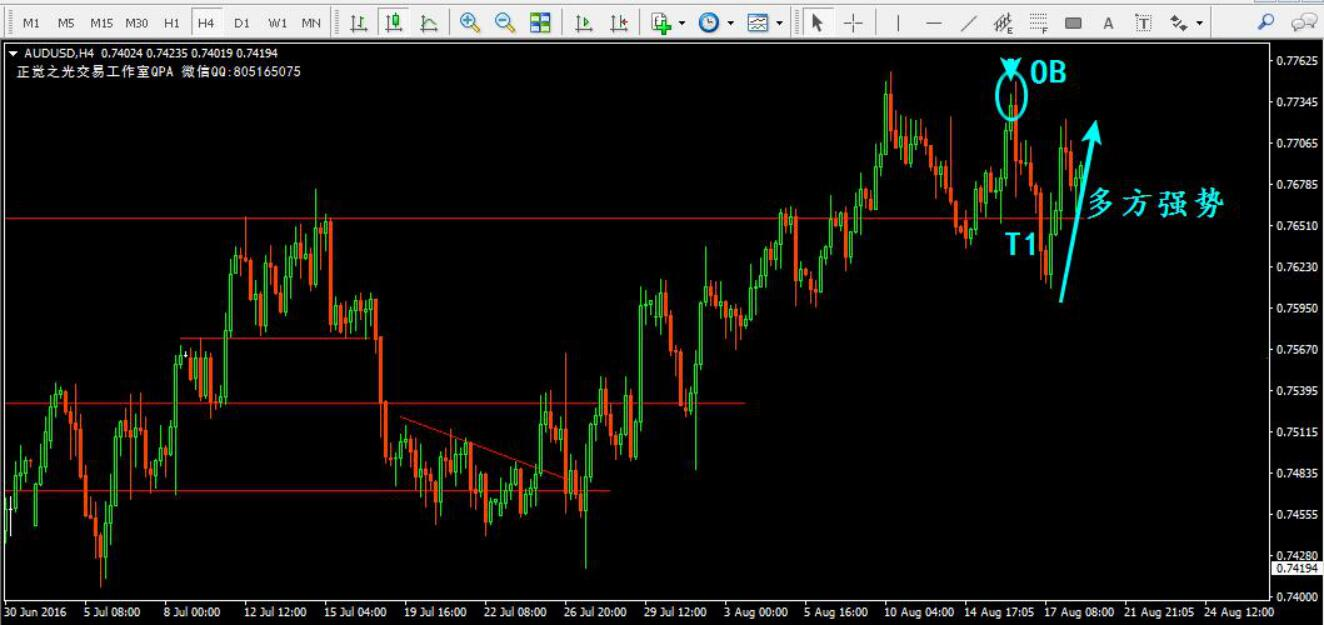 M1 M5 M15 M30 H1 H4 D1 W1 MN E F A T
AUDUSD,H4 0.74024 0.74235 0.74019 0.74194
正觉之光交易工作室QPA 微信QQ:805165075
OB
多方强势
T1
0.77625
0.77345
0.77065
0.76785
0.76510
0.76230
0.75950
0.75670
0.75395
0.75115
0.74835
0.74555
0.74280
0.74194
0.74000
30 Jun 2016 5 Jul 08:00 8 Jul 00:00 12 Jul 12:00 15 Jul 04:00 19 Jul 16:00 22 Jul 08:00 26 Jul 20:00 29 Jul 12:00 3 Aug 00:00 5 Aug 16:00 10 Aug 04:00 14 Aug 17:05 17 Aug 08:00 21 Aug 21:05 24 Aug 12:00